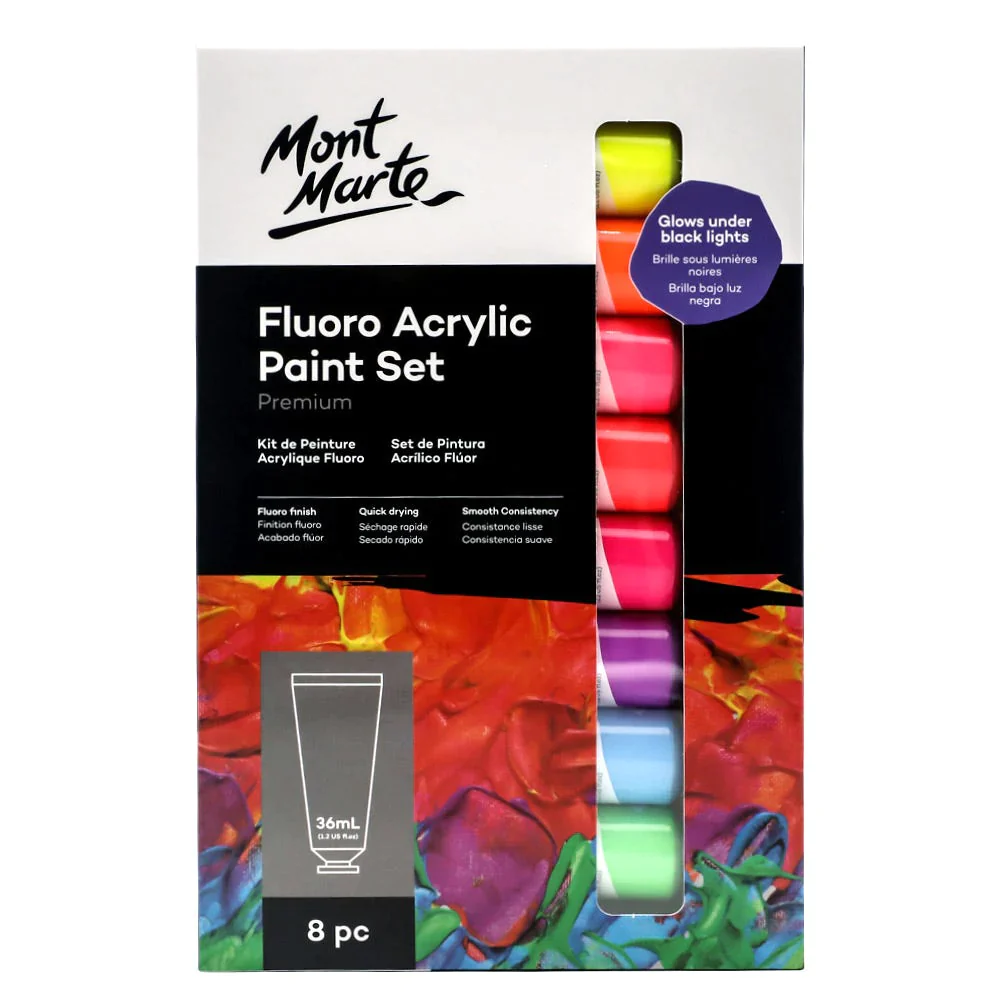 Mont
Marte
Glows under
black lights
Brille sous lumières
noires
Brilla bajo luz
negra
Fluoro Acrylic
Paint Set
Premium
Kit de Peinture
Acrylique Fluoro
Set de Pintura
Acrílico Flúor
Fluoro finish
Finition fluoro
Acabado flúor
Quick drying
Séchage rapide
Secado rápido
Smooth Consistency
Consistance lisse
Consistencia suave
36mL
(1.2 US fl.oz)
8 pc